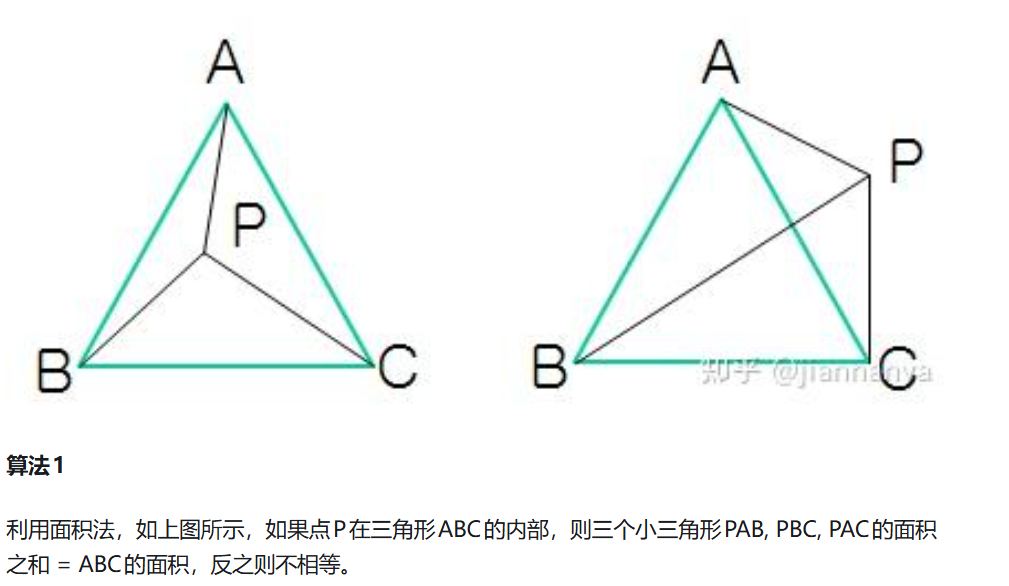 A
A
P
P
B
C
B
C
知乎 @jiannanya
算法1
利用面积法，如上图所示，如果点P在三角形ABC的内部，则三个小三角形PAB, PBC, PAC的面积
之和 = ABC的面积，反之则不相等。